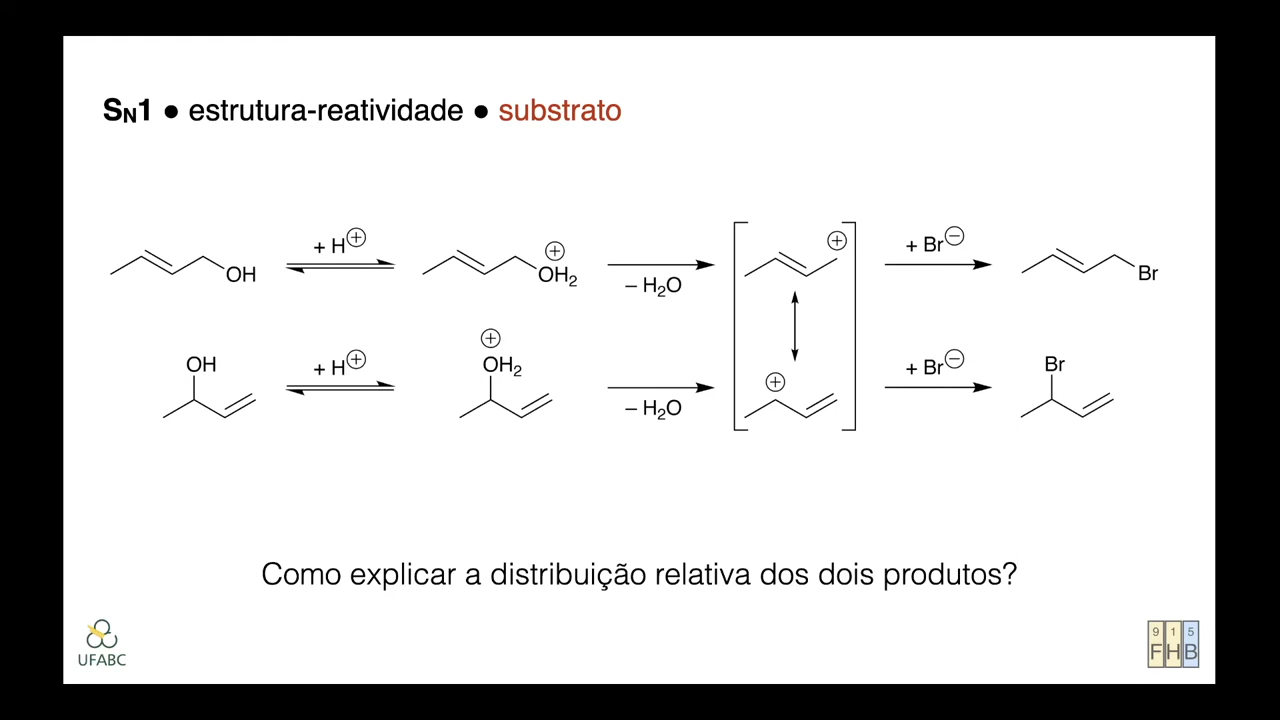 S_N1 ● estrutura-reatividade ● substrato
OH + H⊕ ⊕ OH₂ – H₂O ⊕ + Br⊖ Br
OH + H⊕ ⊕ OH₂ – H₂O ⊕ + Br⊖ Br
Como explicar a distribuição relativa dos dois produtos?
UFABC
9 1 5
F H B